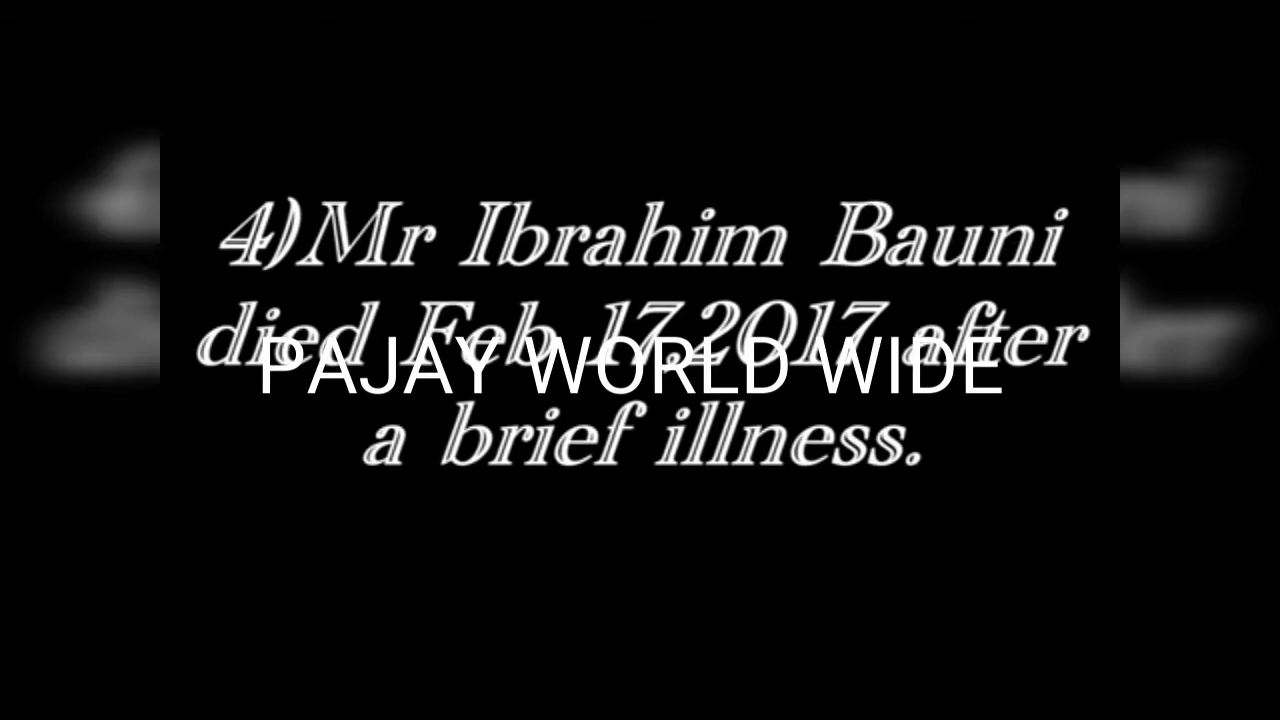 4)Mr Ibrahim Bauni
died Feb 17,2017 after
PAJAY WORLD WIDE
a brief illness.